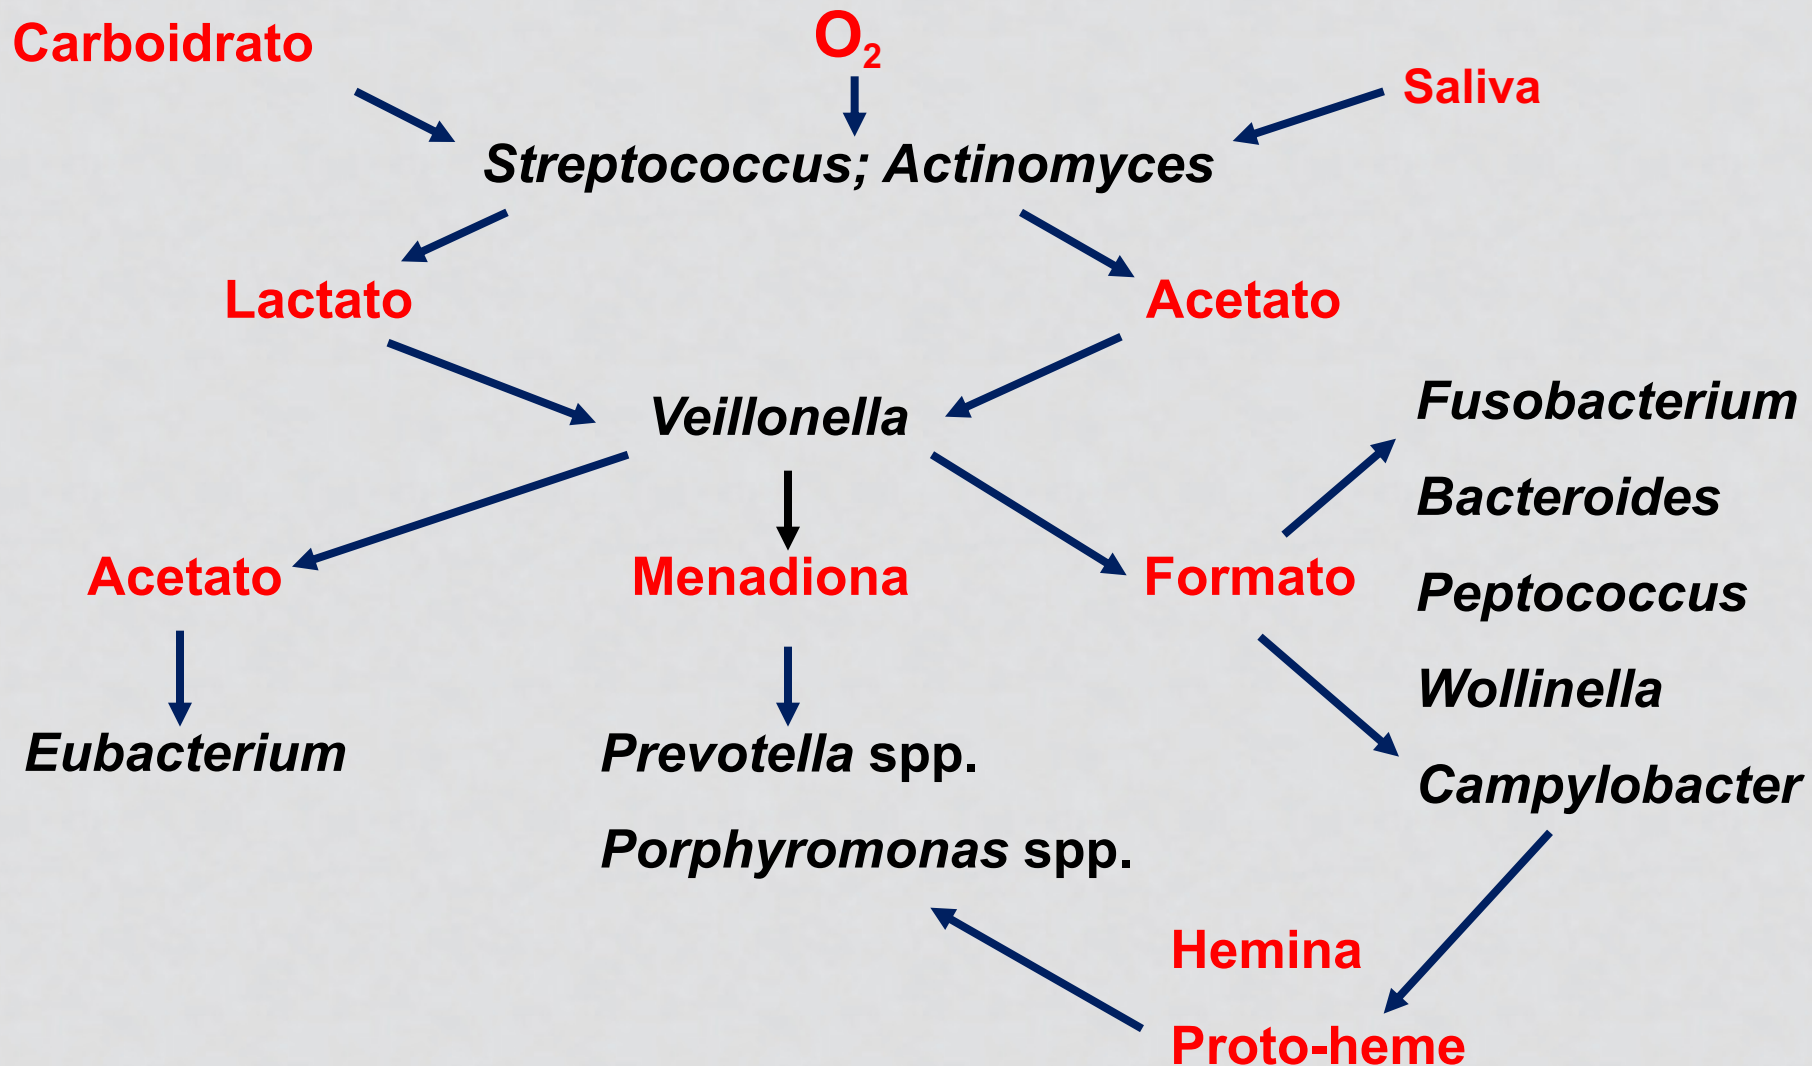 Carboidrato
O₂
Saliva
Streptococcus; Actinomyces
Lactato
Acetato
Veillonella
Fusobacterium
Bacteroides
Peptococcus
Wollinella
Campylobacter
Acetato
Menadiona
Formato
Eubacterium
Prevotella spp.
Porphyromonas spp.
Hemina
Proto-heme